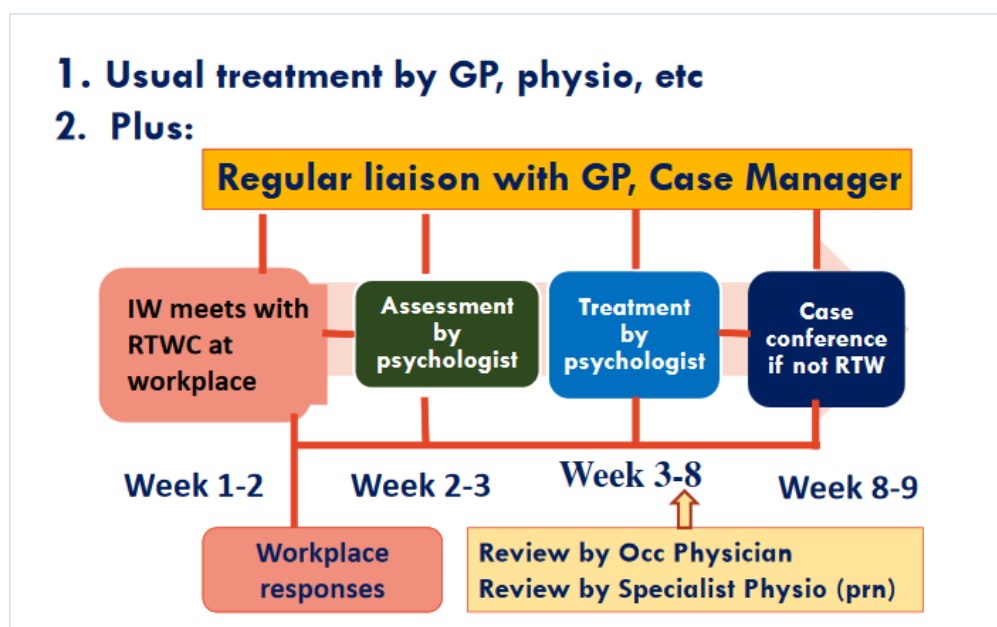 1. Usual treatment by GP, physio, etc
2. Plus:
Regular liaison with GP, Case Manager
IW meets with
RTWC at
workplace
Assessment
by
psychologist
Treatment
by
psychologist
Case
conference
if not RTW
Week 1-2
Week 2-3
Week 3-8
Week 8-9
Workplace
responses
Review by Occ Physician
Review by Specialist Physio (prn)